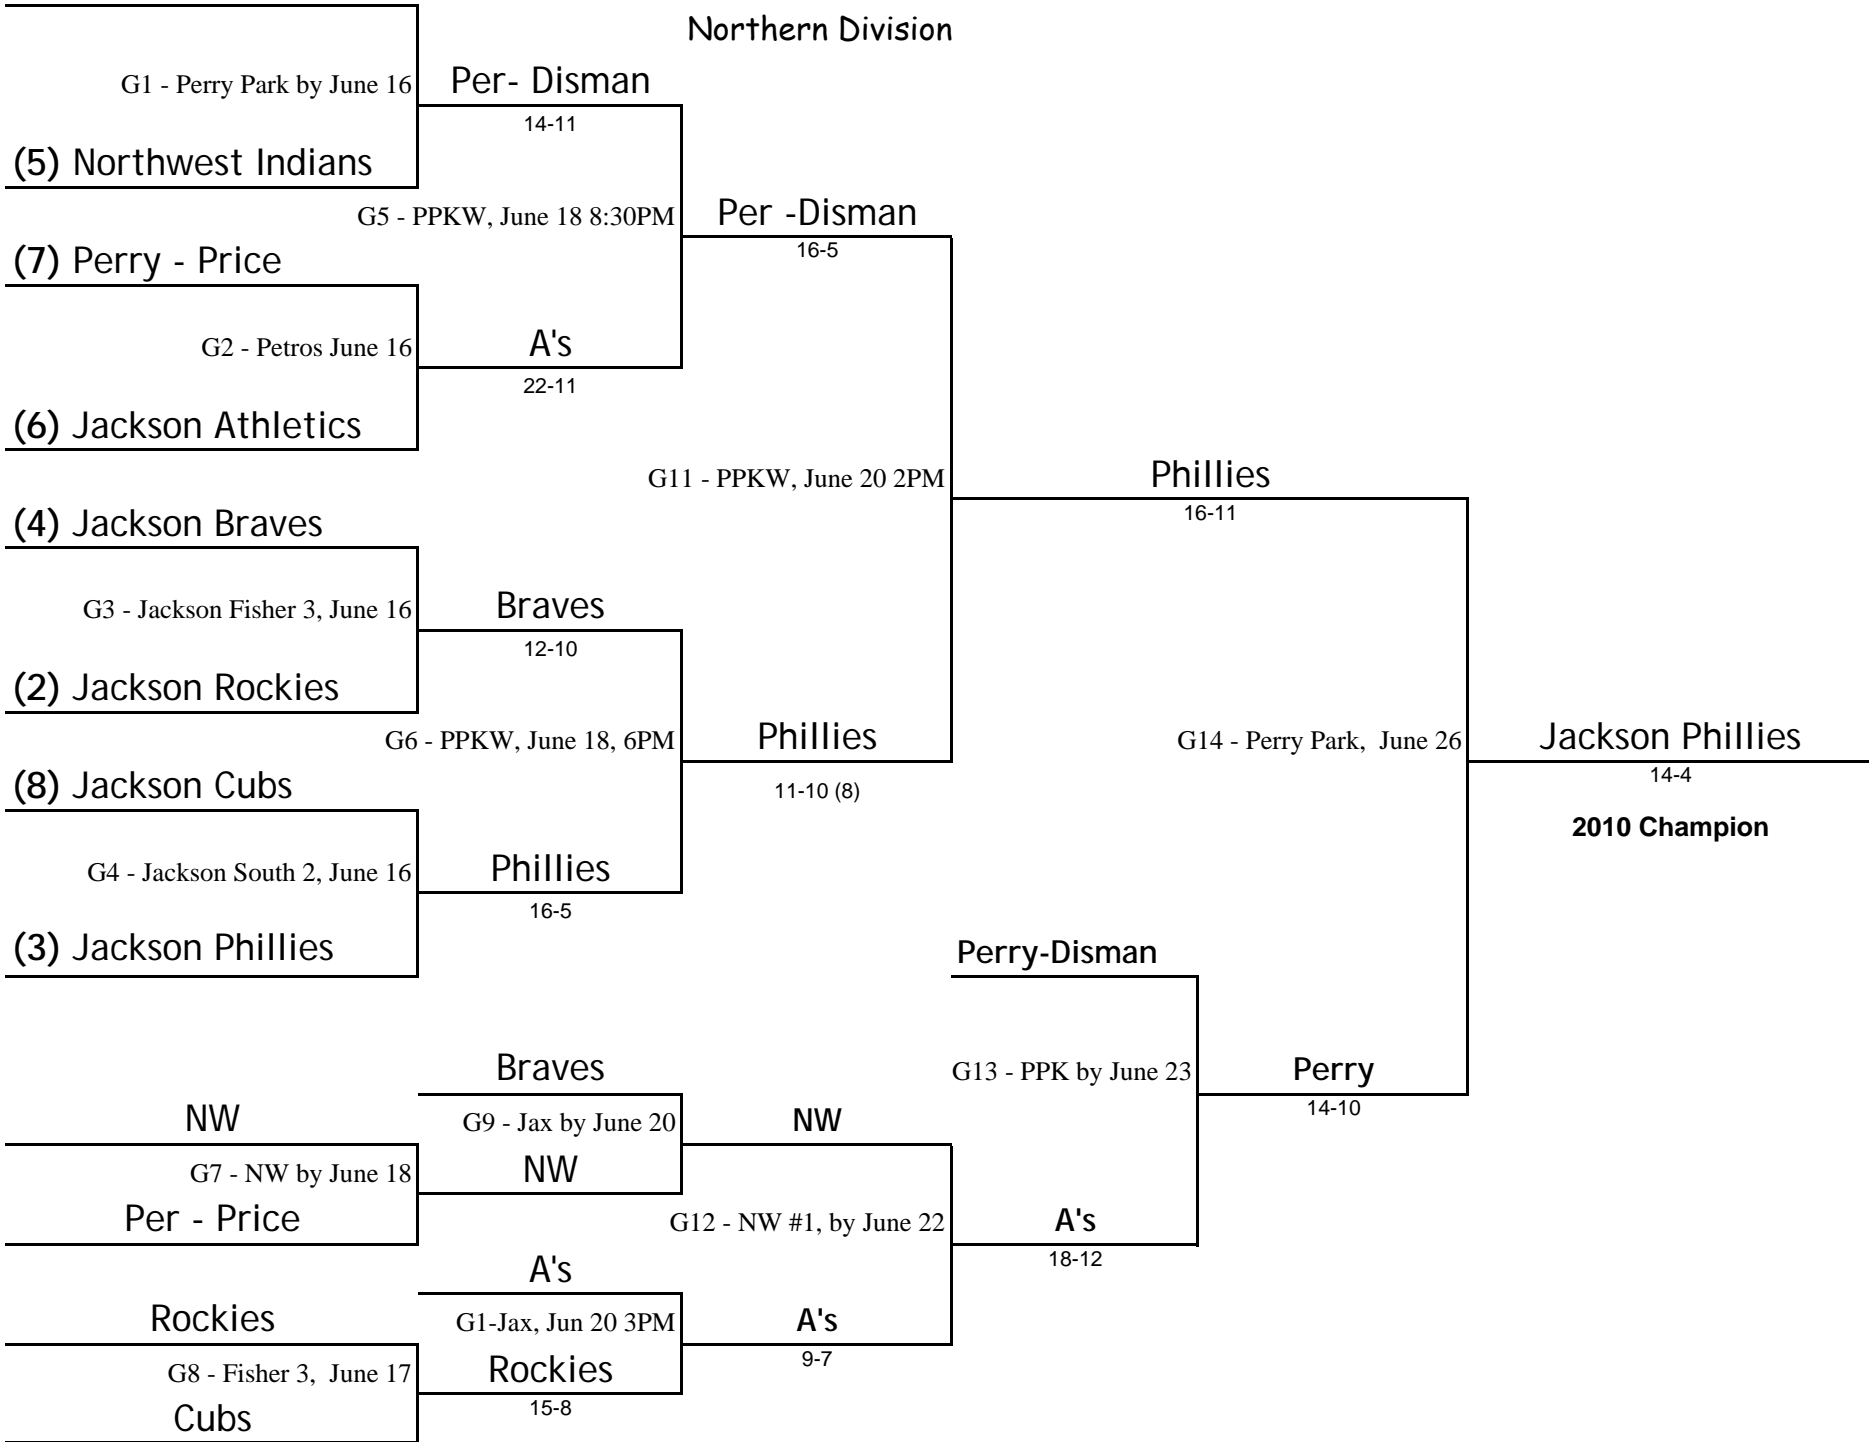 Northern Division
G1 - Perry Park by June 16
Per- Disman
14-11
(5) Northwest Indians
G5 - PPKW, June 18 8:30PM
Per -Disman
16-5
(7) Perry - Price
G2 - Petros June 16
A's
22-11
(6) Jackson Athletics
G11 - PPKW, June 20 2PM
Phillies
16-11
(4) Jackson Braves
G3 - Jackson Fisher 3, June 16
Braves
12-10
(2) Jackson Rockies
G6 - PPKW, June 18, 6PM
Phillies
11-10 (8)
G14 - Perry Park,  June 26
Jackson Phillies
14-4
2010 Champion
(8) Jackson Cubs
G4 - Jackson South 2, June 16
Phillies
16-5
(3) Jackson Phillies
Perry-Disman
G13 - PPK by June 23
Perry
14-10
Braves
NW
G9 - Jax by June 20
NW
G7 - NW by June 18
NW
Per - Price
G12 - NW #1, by June 22
A's
18-12
A's
Rockies
G1-Jax, Jun 20 3PM
A's
9-7
G8 - Fisher 3,  June 17
Rockies
15-8
Cubs